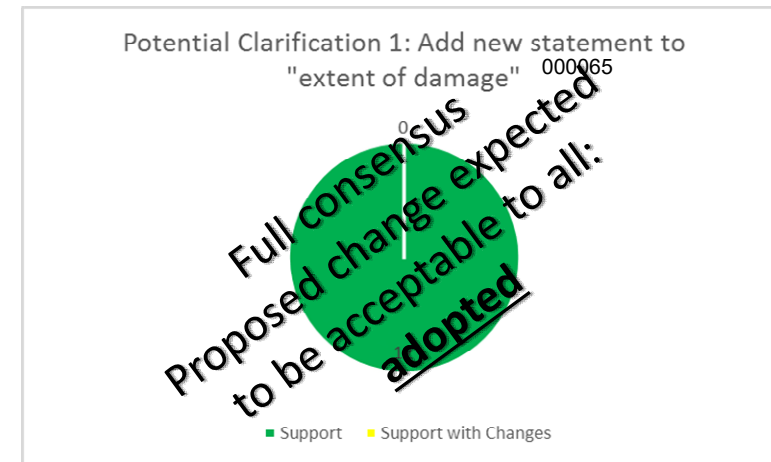 Potential Clarification 1: Add new statement to
"extent of damage"
000065
0
Full consensus
Proposed change expected
to be acceptable to all:
adopted
Support
Support with Changes